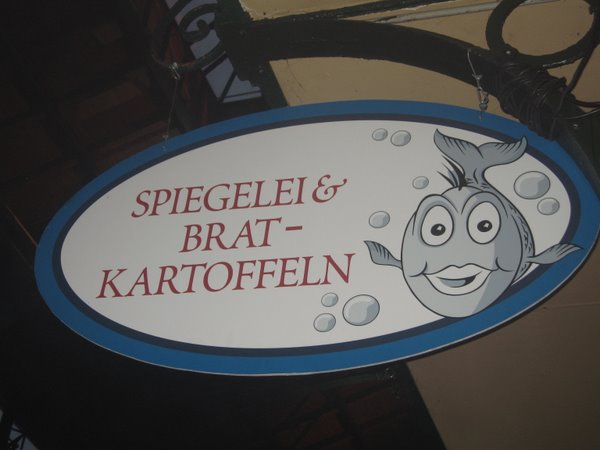 SPIEGELEI &
BRAT-
KARTOFFELN